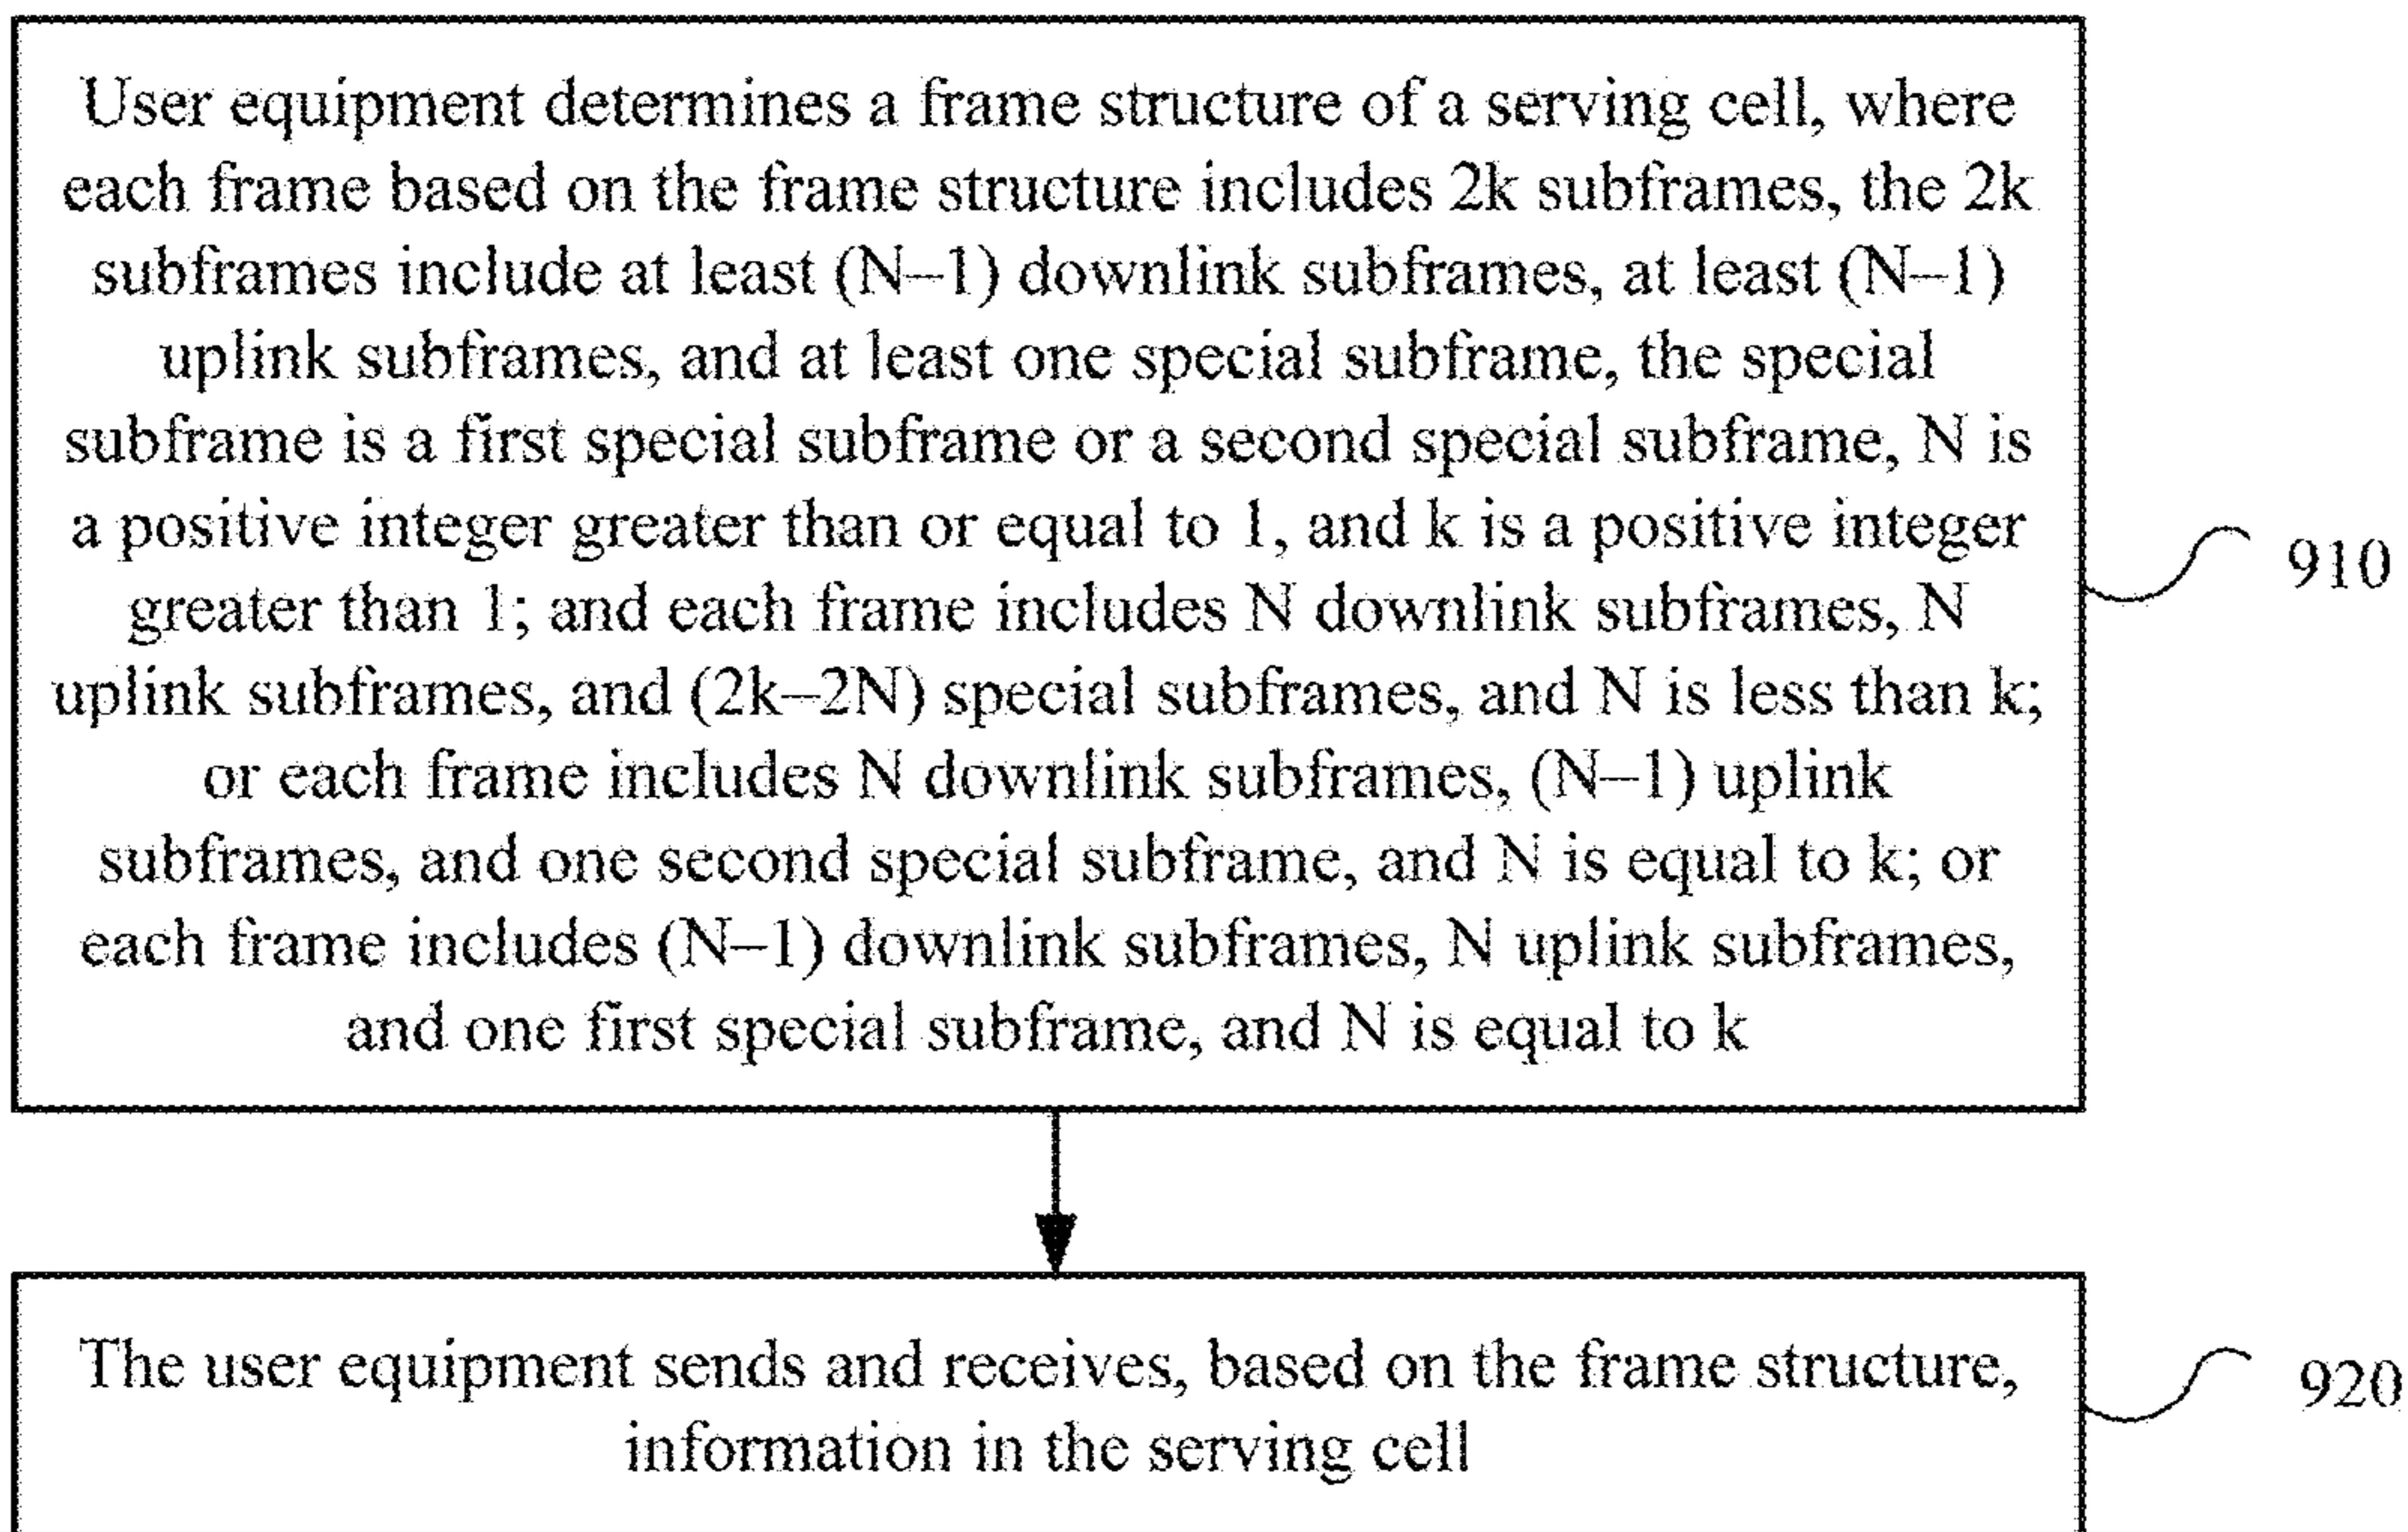 User equipment determines a frame structure of a serving cell, where
each frame based on the frame structure includes 2k subframes, the 2k
subframes include at least (N–1) downlink subframes, at least (N–1)
uplink subframes, and at least one special subframe, the special
subframe is a first special subframe or a second special subframe, N is
a positive integer greater than or equal to 1, and k is a positive integer
greater than 1; and each frame includes N downlink subframes, N
uplink subframes, and (2k–2N) special subframes, and N is less than k;
or each frame includes N downlink subframes, (N–1) uplink
subframes, and one second special subframe, and N is equal to k; or
each frame includes (N–1) downlink subframes, N uplink subframes,
and one first special subframe, and N is equal to k
910
The user equipment sends and receives, based on the frame structure,
information in the serving cell
920